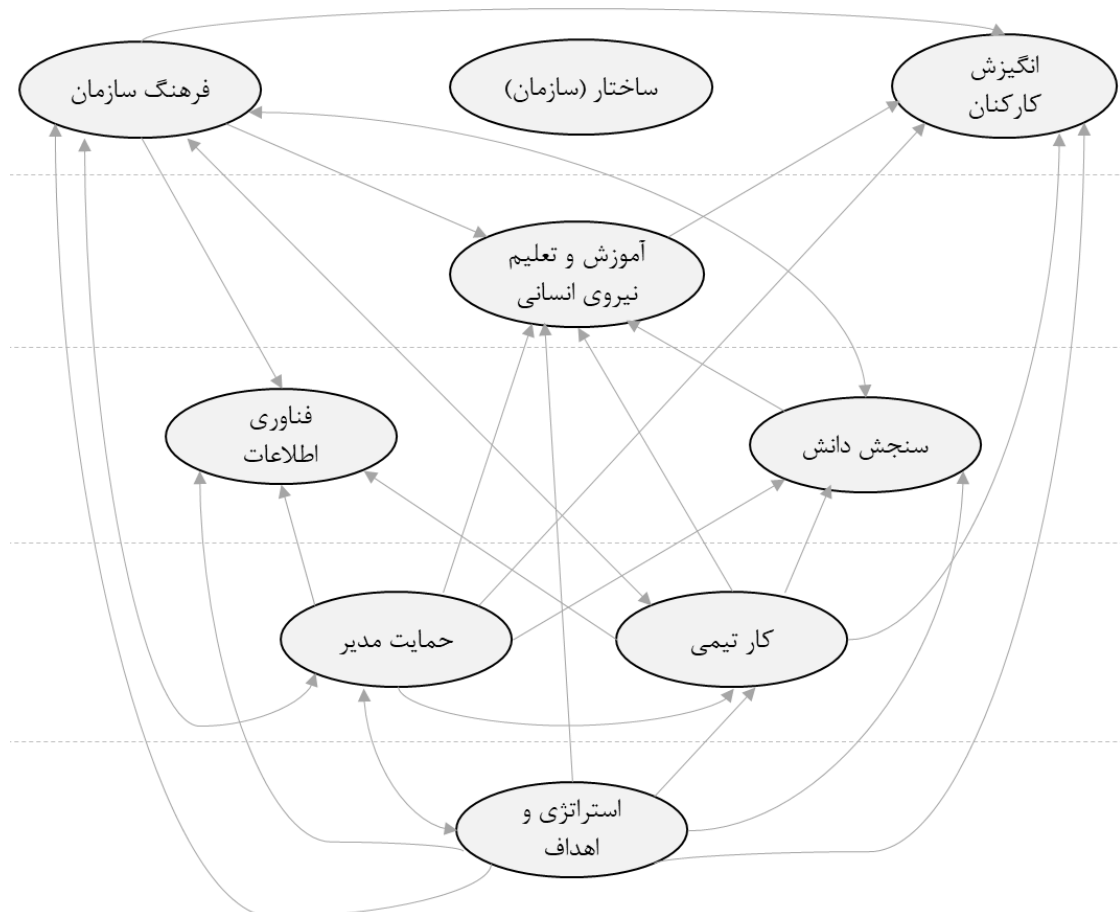 انگیزش
کارکنان
ساختار (سازمان)
فرهنگ سازمان
آموزش و تعلیم
نیروی انسانی
سنجش دانش
فناوری
اطلاعات
کار تیمی
حمایت مدیر
استراتژی و
اهداف